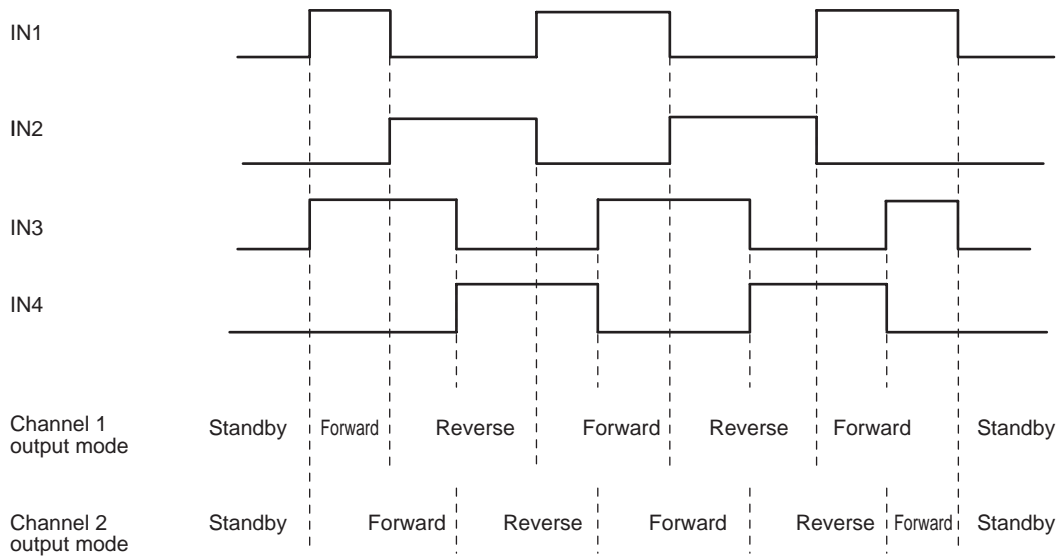 IN1
IN2
IN3
IN4
Channel 1
output mode
Standby Forward Reverse Forward Reverse Forward Standby
Channel 2
output mode
Standby Forward Reverse Forward Reverse Forward Standby